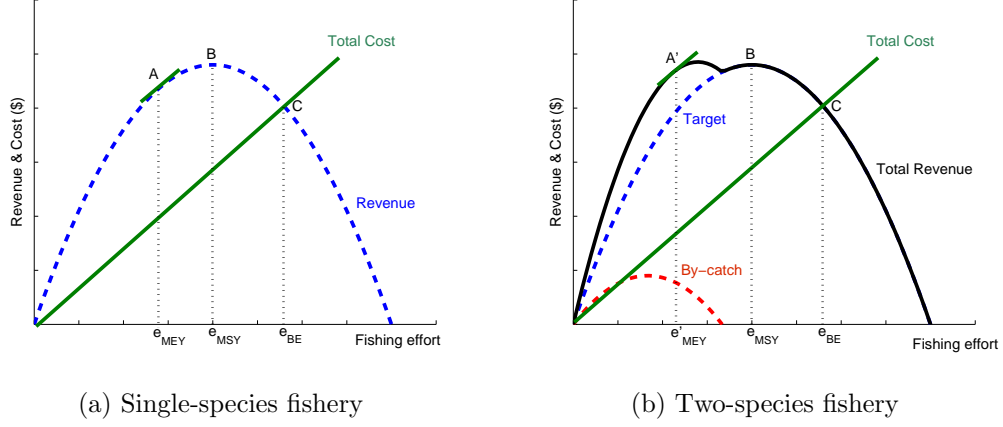 Revenue & Cost ($)
Total Cost
A
B
C
Revenue
e_MEY
e_MSY
e_BE
Fishing effort
(a) Single-species fishery
Revenue & Cost ($)
Total Cost
A'
B
C
Target
Total Revenue
By−catch
e'_MEY
e_MSY
e_BE
Fishing effort
(b) Two-species fishery